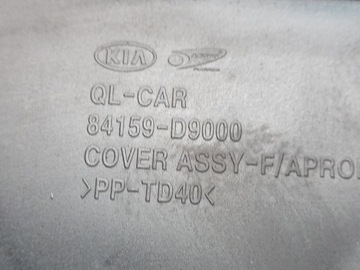 KIA
QL-CAR
84159-D9000
COVER ASSY-F/APRO.
>PP-TD40<